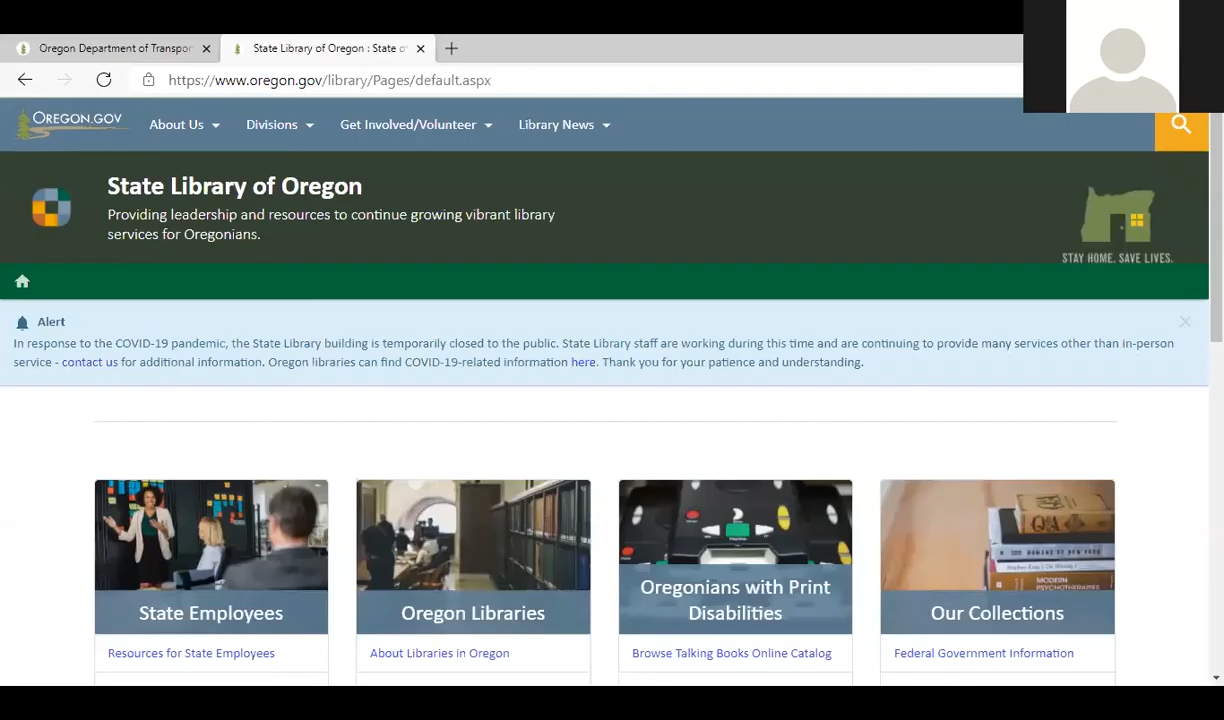 Oregon Department of Transpor
State Library of Oregon : State o
https://www.oregon.gov/library/Pages/default.aspx
OREGON.GOV
About Us
Divisions
Get Involved/Volunteer
Library News
State Library of Oregon
Providing leadership and resources to continue growing vibrant library
services for Oregonians.
STAY HOME. SAVE LIVES.
Alert
In response to the COVID-19 pandemic, the State Library building is temporarily closed to the public. State Library staff are working during this time and are continuing to provide many services other than in-person
service - contact us for additional information. Oregon libraries can find COVID-19-related information here. Thank you for your patience and understanding.
State Employees
Resources for State Employees
Oregon Libraries
About Libraries in Oregon
Oregonians with Print
Disabilities
Browse Talking Books Online Catalog
Q&A
MODERN
Our Collections
Federal Government Information